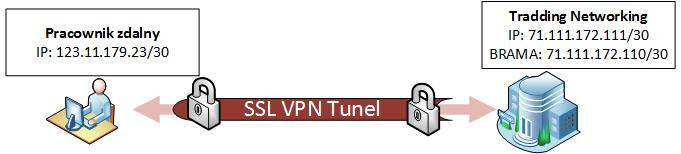 Pracownik zdalny
IP: 123.11.179.23/30
Tradding Networking
IP: 71.111.172.111/30
BRAMA: 71.111.172.110/30
SSL VPN Tunel